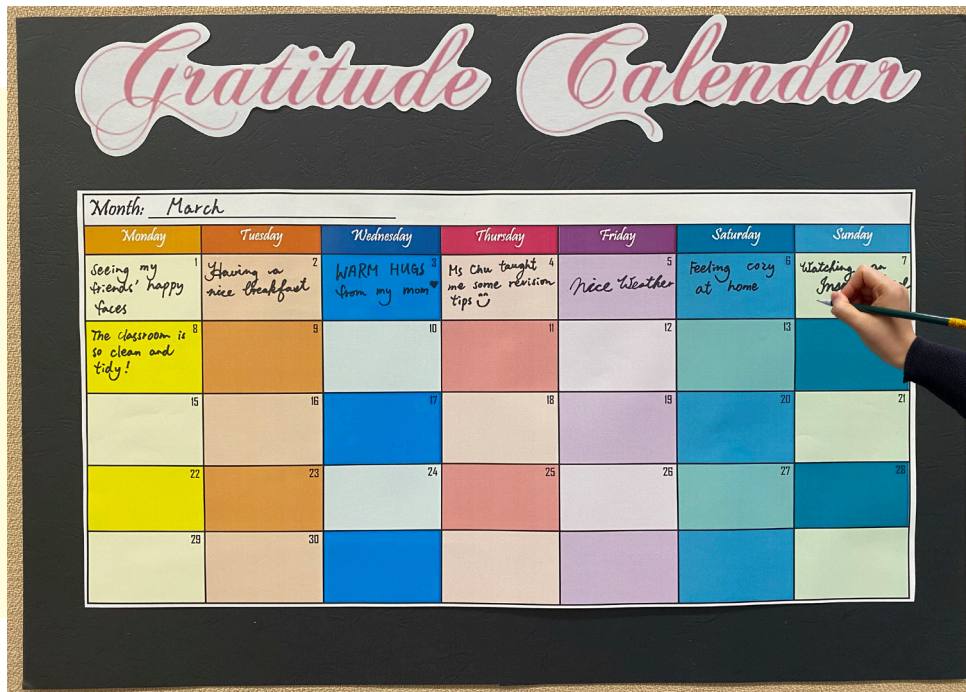 Gratitude Calendar
Month: March
Monday Tuesday Wednesday Thursday Friday Saturday Sunday
1
Seeing my
friends' happy
faces
2
Having a
nice breakfast
3
WARM HUGS
from my mom♥
4
Ms Chu taught
me some revision
tips
5
Nice Weather
6
Feeling cozy
at home
7
Watching
8
The classroom is
so clean and
tidy!
9
10
11
12
13
15
16
17
18
19
20
21
22
23
24
25
26
27
28
29
30